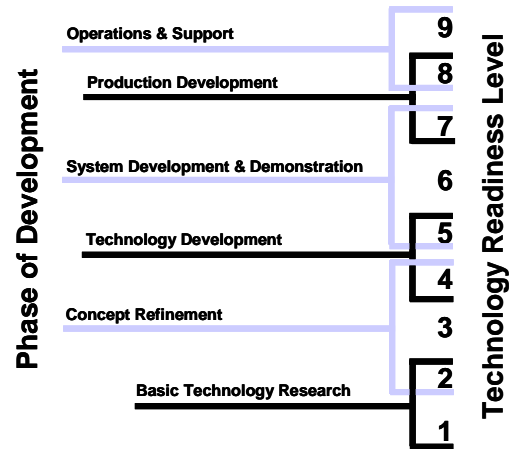 Phase of Development
Operations & Support
Production Development
System Development & Demonstration
Technology Development
Concept Refinement
Basic Technology Research
9
8
7
6
5
4
3
2
1
Technology Readiness Level